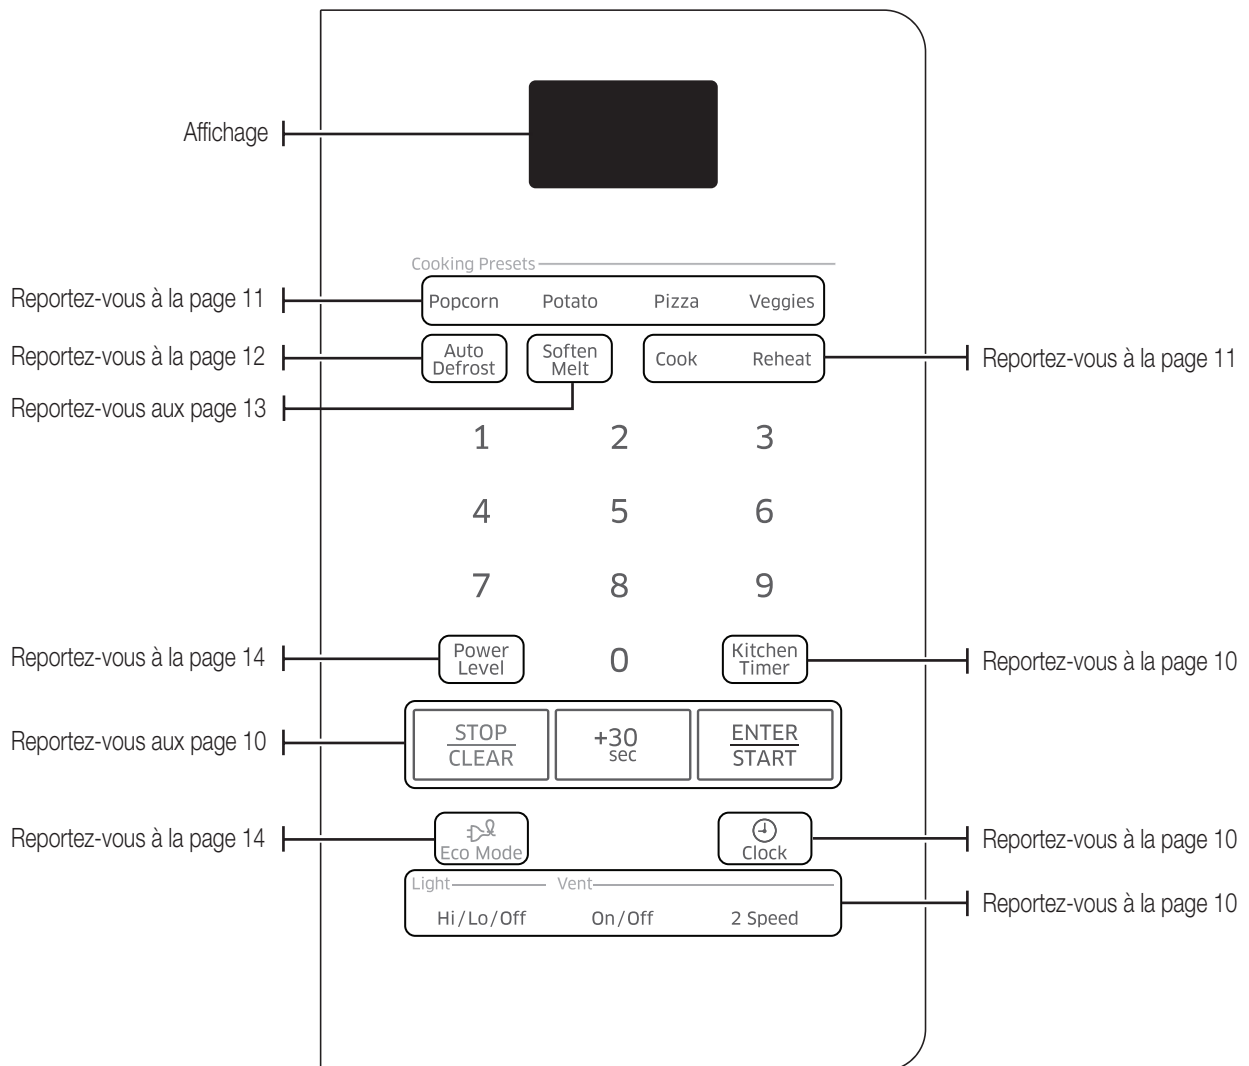 Affichage
Cooking Presets
Reportez-vous à la page 11
Popcorn Potato Pizza Veggies
Reportez-vous à la page 12
Auto
Defrost
Soften
Melt
Cook Reheat
Reportez-vous à la page 11
Reportez-vous aux page 13
1 2 3
4 5 6
7 8 9
Reportez-vous à la page 14
Power
Level
0
Kitchen
Timer
Reportez-vous à la page 10
Reportez-vous aux page 10
STOP
CLEAR
+30
sec
ENTER
START
Reportez-vous à la page 14
Eco Mode
Clock
Reportez-vous à la page 10
Light Vent
Hi/Lo/Off On/Off 2 Speed
Reportez-vous à la page 10